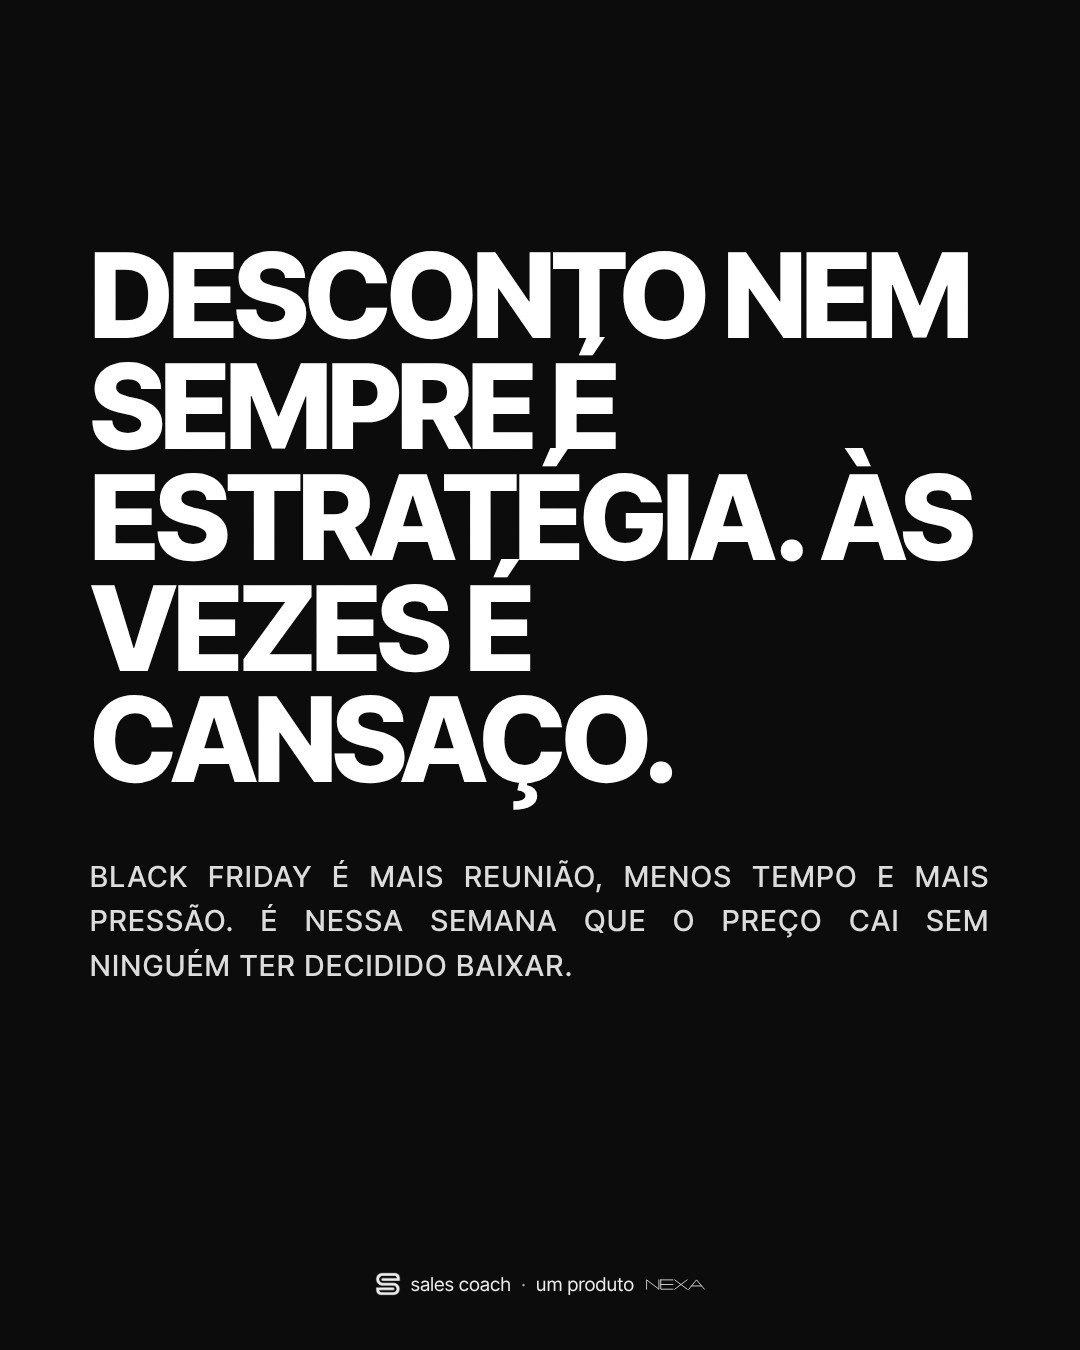 DESCONTO NEM
SEMPRE É
ESTRATÉGIA. ÀS
VEZES É
CANSAÇO.
BLACK FRIDAY É MAIS REUNIÃO, MENOS TEMPO E MAIS
PRESSÃO. É NESSA SEMANA QUE O PREÇO CAI SEM
NINGUÉM TER DECIDIDO BAIXAR.
sales coach · um produto NEXA